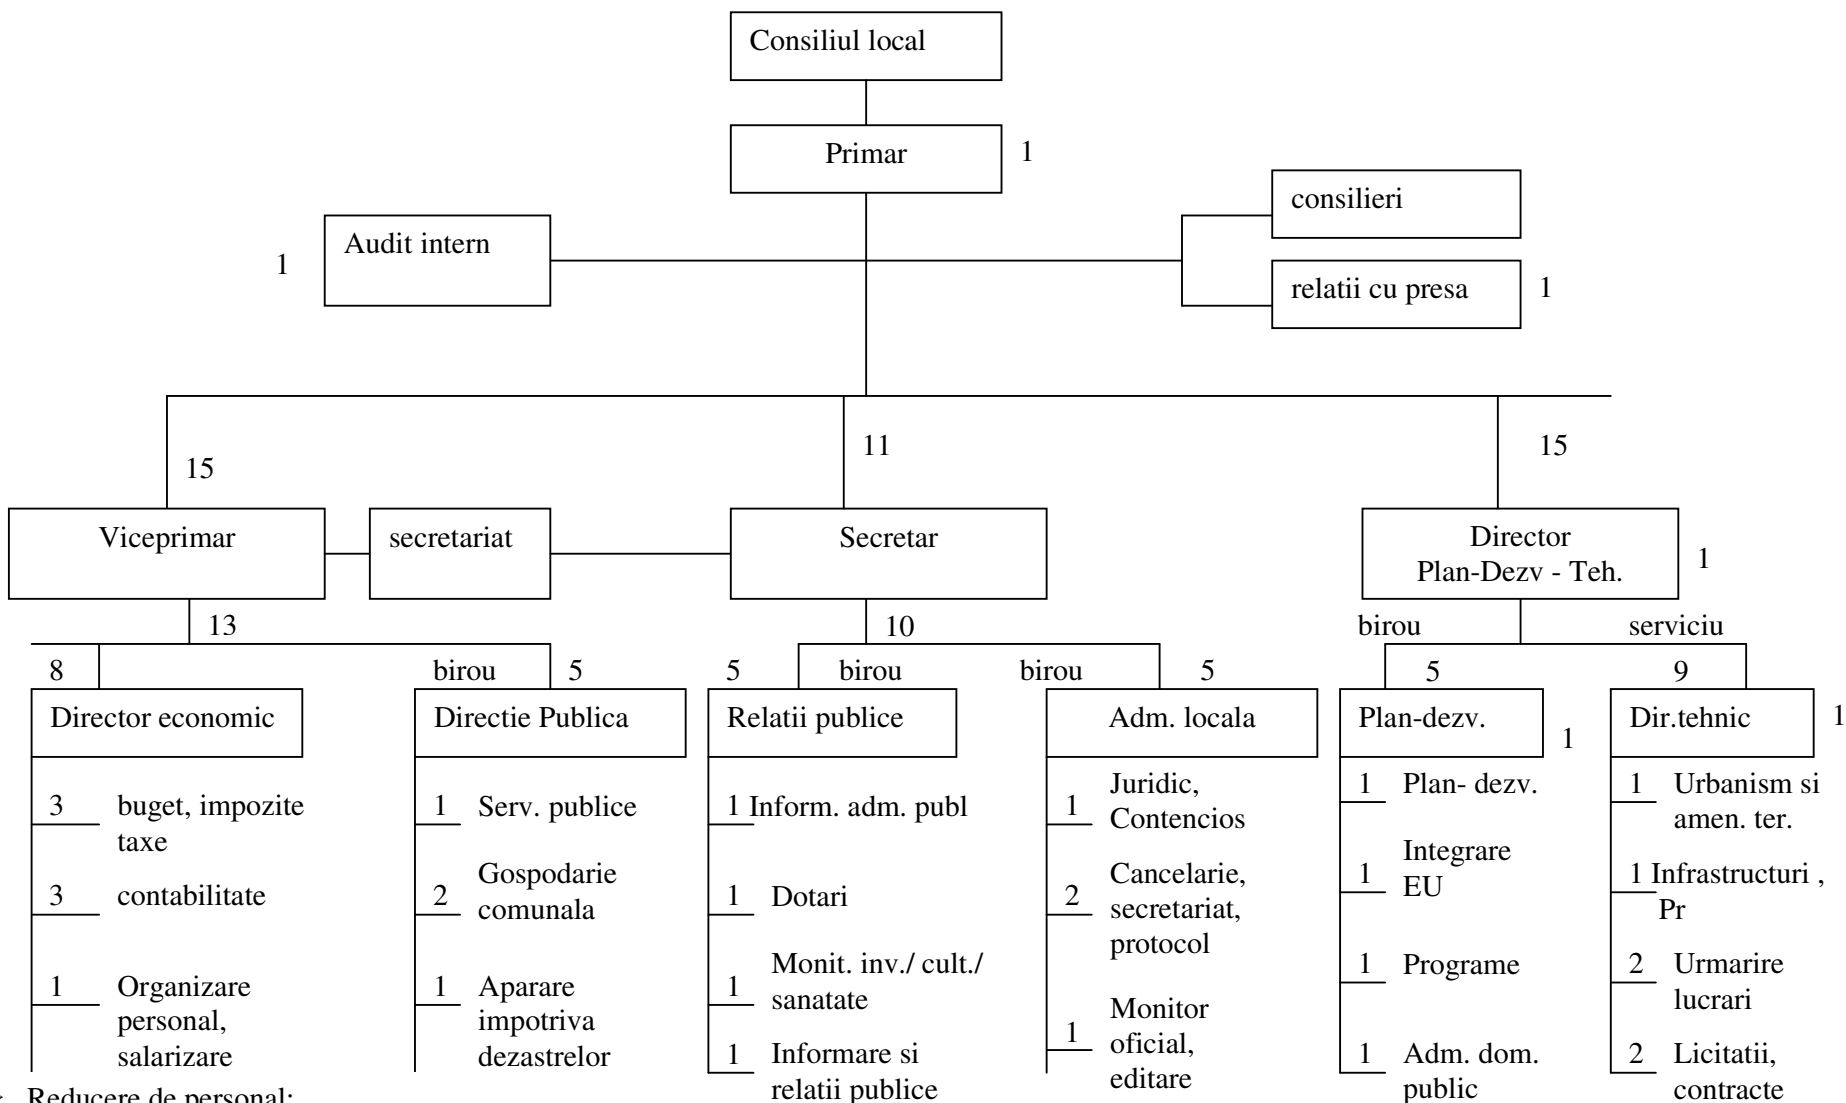 Consiliul local
Primar
1
consilieri
Audit intern
1
relatii cu presa
1
15
11
15
Viceprimar
secretariat
Secretar
Director
Plan-Dezv - Teh.
1
13
10
birou
serviciu
8
birou
5
5
birou
birou
5
5
9
Director economic
Directie Publica
Relatii publice
Adm. locala
Plan-dezv.
1
Dir.tehnic
1
3
buget, impozite
taxe
3
contabilitate
1
Organizare
personal,
salarizare
1
Serv. publice
2
Gospodarie
comunala
1
Aparare
impotriva
dezastrelor
1 Inform. adm. publ
1
Dotari
1
Monit. inv./ cult./
sanatate
1
Informare si
relatii publice
1
Juridic,
Contencios
2
Cancelarie,
secretariat,
protocol
1
Monitor
oficial,
editare
1
Plan- dezv.
1
Integrare
EU
1
Programe
1
Adm. dom.
public
1
Urbanism si
amen. ter.
1 Infrastructuri ,
Pr
2
Urmarire
lucrari
2
Licitatii,
contracte
Reducere de personal: